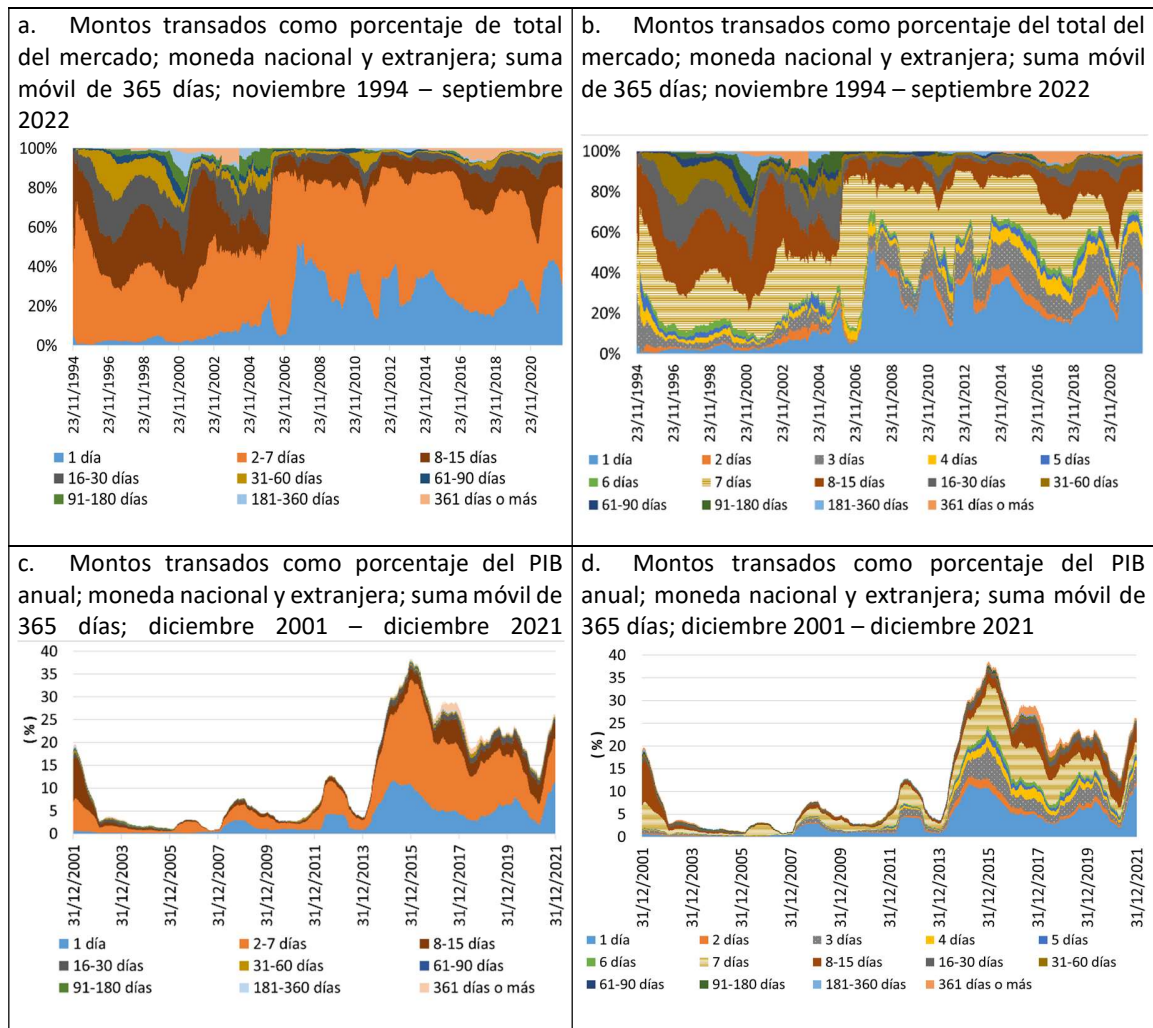 a. Montos transados como porcentaje de total
del mercado; moneda nacional y extranjera; suma
móvil de 365 días; noviembre 1994 – septiembre
2022
100%
80%
60%
40%
20%
0%
23/11/1994
23/11/1996
23/11/1998
23/11/2000
23/11/2002
23/11/2004
23/11/2006
23/11/2008
23/11/2010
23/11/2012
23/11/2014
23/11/2016
23/11/2018
23/11/2020
1 día
2-7 días
8-15 días
16-30 días
31-60 días
61-90 días
91-180 días
181-360 días
361 días o más
b. Montos transados como porcentaje del total del
mercado; moneda nacional y extranjera; suma móvil
de 365 días; noviembre 1994 – septiembre 2022
100%
80%
60%
40%
20%
0%
23/11/1994
23/11/1996
23/11/1998
23/11/2000
23/11/2002
23/11/2004
23/11/2006
23/11/2008
23/11/2010
23/11/2012
23/11/2014
23/11/2016
23/11/2018
23/11/2020
1 día
2 días
3 días
4 días
5 días
6 días
7 días
8-15 días
16-30 días
31-60 días
61-90 días
91-180 días
181-360 días
361 días o más
c. Montos transados como porcentaje del PIB
anual; moneda nacional y extranjera; suma móvil de
365 días; diciembre 2001 – diciembre 2021
40
35
30
25
20
15
10
5
0
(%)
31/12/2001
31/12/2003
31/12/2005
31/12/2007
31/12/2009
31/12/2011
31/12/2013
31/12/2015
31/12/2017
31/12/2019
31/12/2021
1 día
2-7 días
8-15 días
16-30 días
31-60 días
61-90 días
91-180 días
181-360 días
361 días o más
d. Montos transados como porcentaje del PIB
anual; moneda nacional y extranjera; suma móvil de
365 días; diciembre 2001 – diciembre 2021
40
35
30
25
20
15
10
5
0
(%)
31/12/2001
31/12/2003
31/12/2005
31/12/2007
31/12/2009
31/12/2011
31/12/2013
31/12/2015
31/12/2017
31/12/2019
31/12/2021
1 día
2 días
3 días
4 días
5 días
6 días
7 días
8-15 días
16-30 días
31-60 días
61-90 días
91-180 días
181-360 días
361 días o más